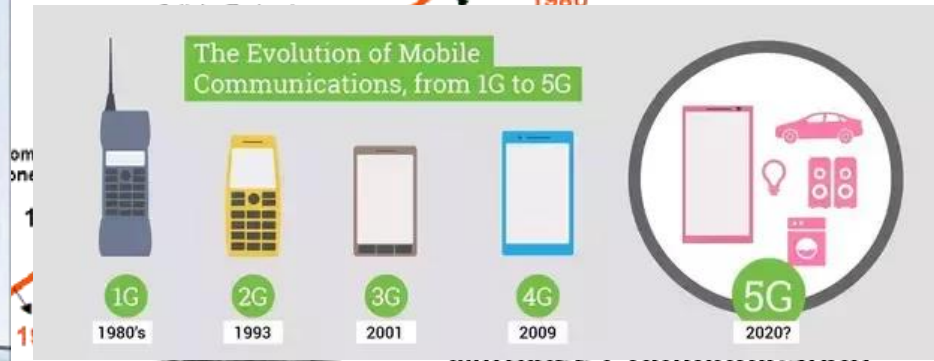 1980
The Evolution of Mobile
Communications, from 1G to 5G
1G
2G
3G
4G
5G
1980's
1993
2001
2009
2020?